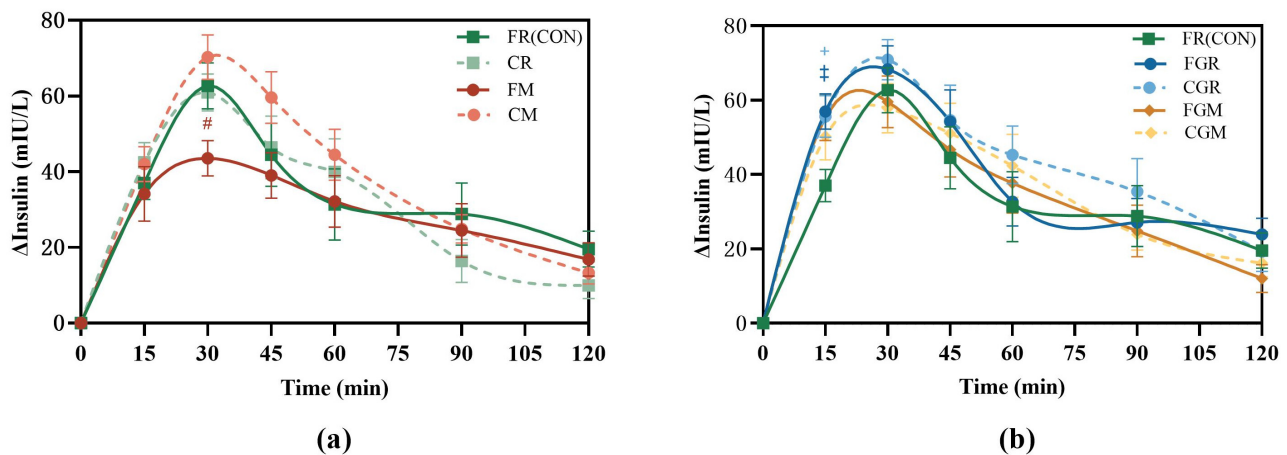 80
60
40
20
0
ΔInsulin (mIU/L)
#
FR(CON)
CR
FM
CM
0 15 30 45 60 75 90 105 120
Time (min)
(a)
80
60
40
20
0
ΔInsulin (mIU/L)
+
‡
FR(CON)
FGR
CGR
FGM
CGM
0 15 30 45 60 75 90 105 120
Time (min)
(b)